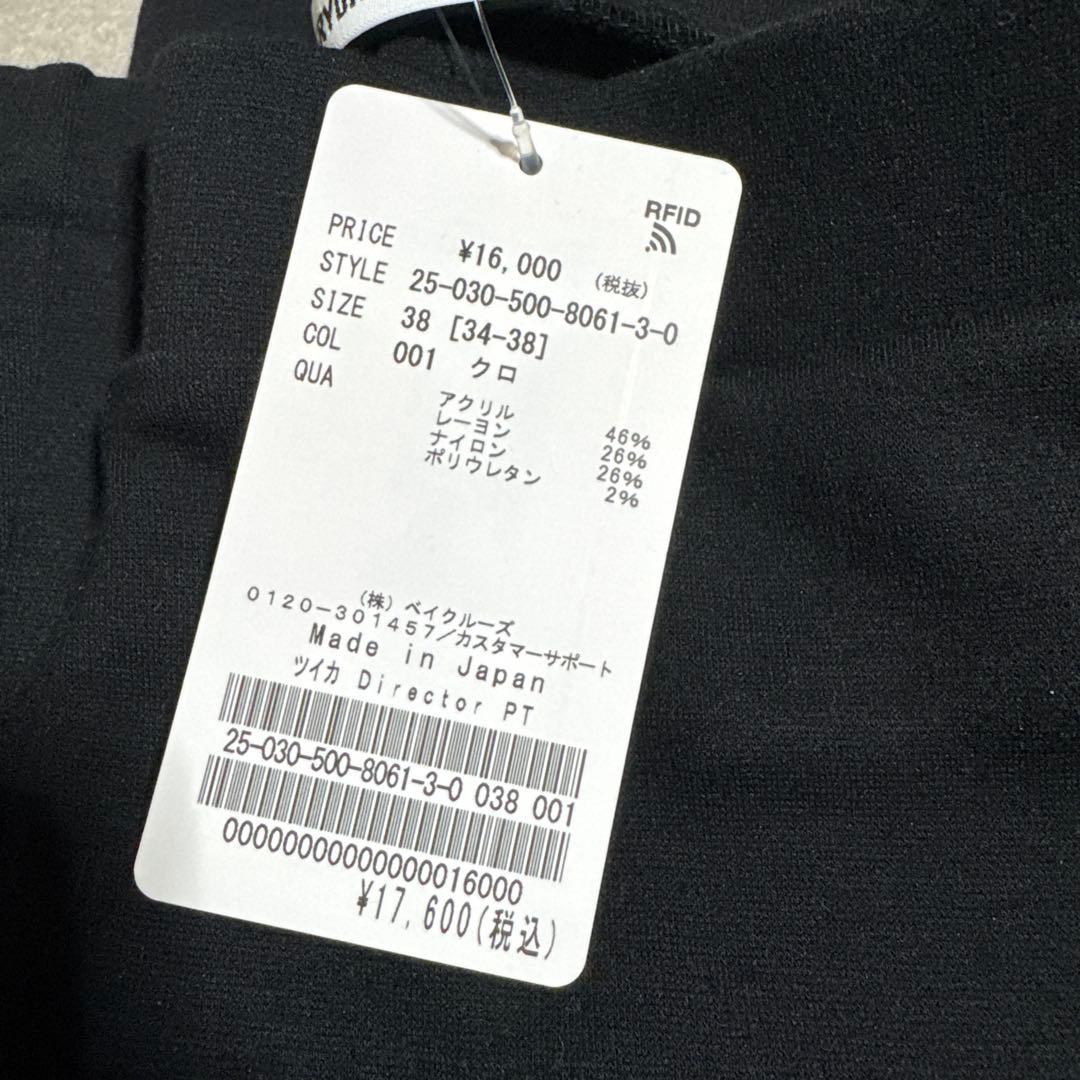 RFID
PRICE ¥16,000 (税抜)
STYLE 25-030-500-8061-3-0
SIZE 38 [34-38]
COL 001 クロ
QUA
アクリル 46%
レーヨン 26%
ナイロン 26%
ポリウレタン 2%
(株) ベイクルーズ
0120-301457/カスタマーサポート
Made in Japan
ツイカ Director PT
25-030-500-8061-3-0 038 001
0000000000000016000
¥17,600(税込)